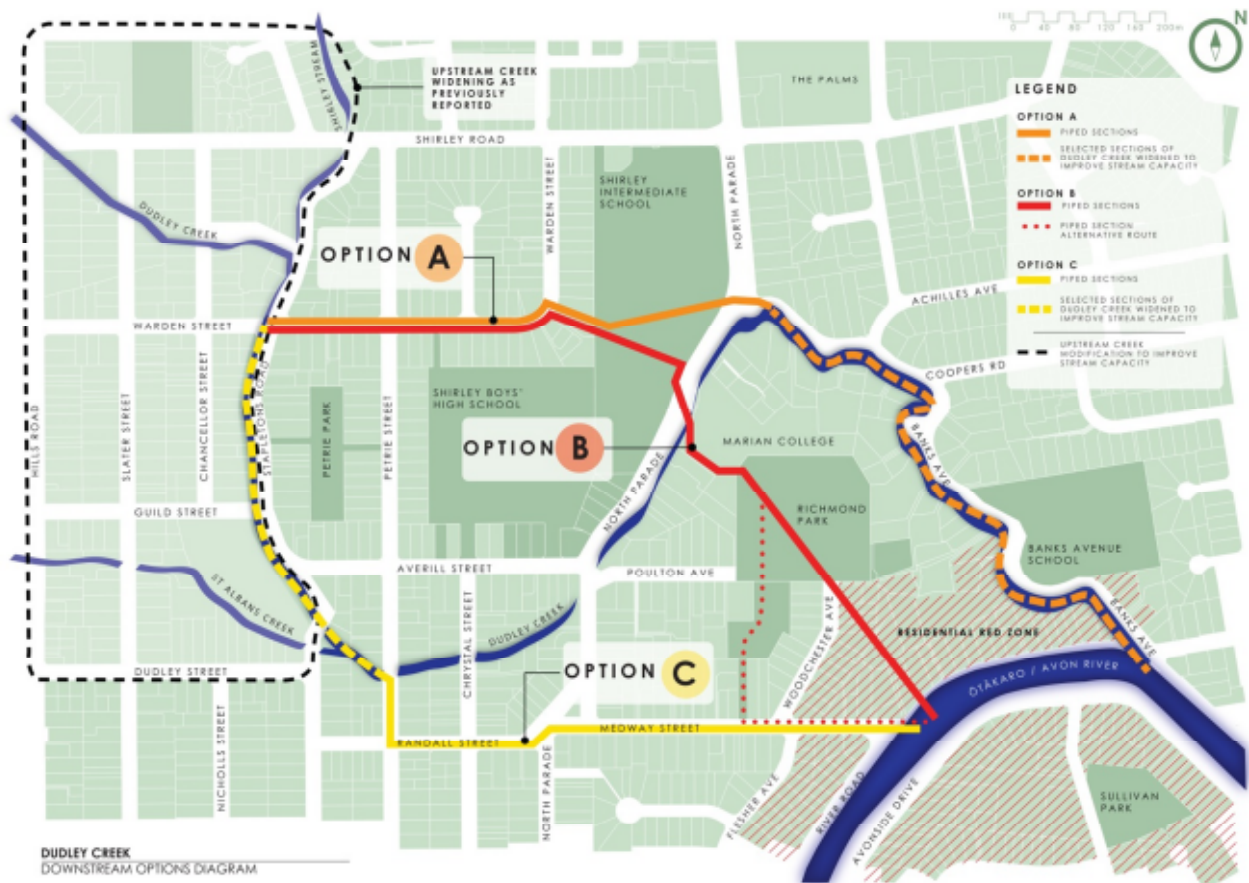 N
0 40 80 120 160 200m
SHIRLEY STREAM
UPSTREAM CREEK
WIDENING AS
PREVIOUSLY
REPORTED
THE PALMS
LEGEND
OPTION A
PIPED SECTIONS
SELECTED SECTIONS OF
DUDLEY CREEK WIDENED TO
IMPROVE STREAM CAPACITY
OPTION B
PIPED SECTIONS
PIPED SECTION
ALTERNATIVE ROUTE
OPTION C
PIPED SECTIONS
SELECTED SECTIONS OF
DUDLEY CREEK WIDENED TO
IMPROVE STREAM CAPACITY
UPSTREAM CREEK
MODIFICATION TO IMPROVE
STREAM CAPACITY
SHIRLEY ROAD
WARDEN STREET
SHIRLEY
INTERMEDIATE
SCHOOL
NORTH PARADE
DUDLEY CREEK
OPTION A
ACHILLES AVE
WARDEN STREET
COOPERS RD
HILLS ROAD
SLATER STREET
CHANCELLOR STREET
STAPLETONS ROAD
PETRIE PARK
PETRIE STREET
SHIRLEY BOYS'
HIGH SCHOOL
OPTION B
MARIAN COLLEGE
BANKS AVE
NORTH PARADE
RICHMOND
PARK
GUILD STREET
BANKS AVENUE
SCHOOL
AVERILL STREET
POULTON AVE
ST ALBANS CREEK
CHRYSTAL STREET
DUDLEY CREEK
WOODCHESTER AVE
RESIDENTIAL RED ZONE
BANKS AVE
DUDLEY STREET
OPTION C
ŌTĀKARO / AVON RIVER
NICHOLLS STREET
RANDALL STREET
MEDWAY STREET
NORTH PARADE
FLESHER AVE
RIVER ROAD
AVONSIDE DRIVE
SULLIVAN
PARK
DUDLEY CREEK
DOWNSTREAM OPTIONS DIAGRAM